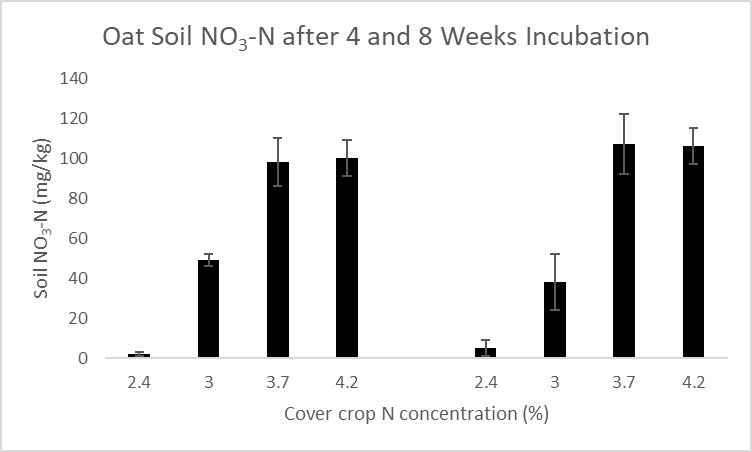 Oat Soil NO₃-N after 4 and 8 Weeks Incubation
140
120
100
80
60
40
20
0
Soil NO₃-N (mg/kg)
2.4 3 3.7 4.2 2.4 3 3.7 4.2
Cover crop N concentration (%)